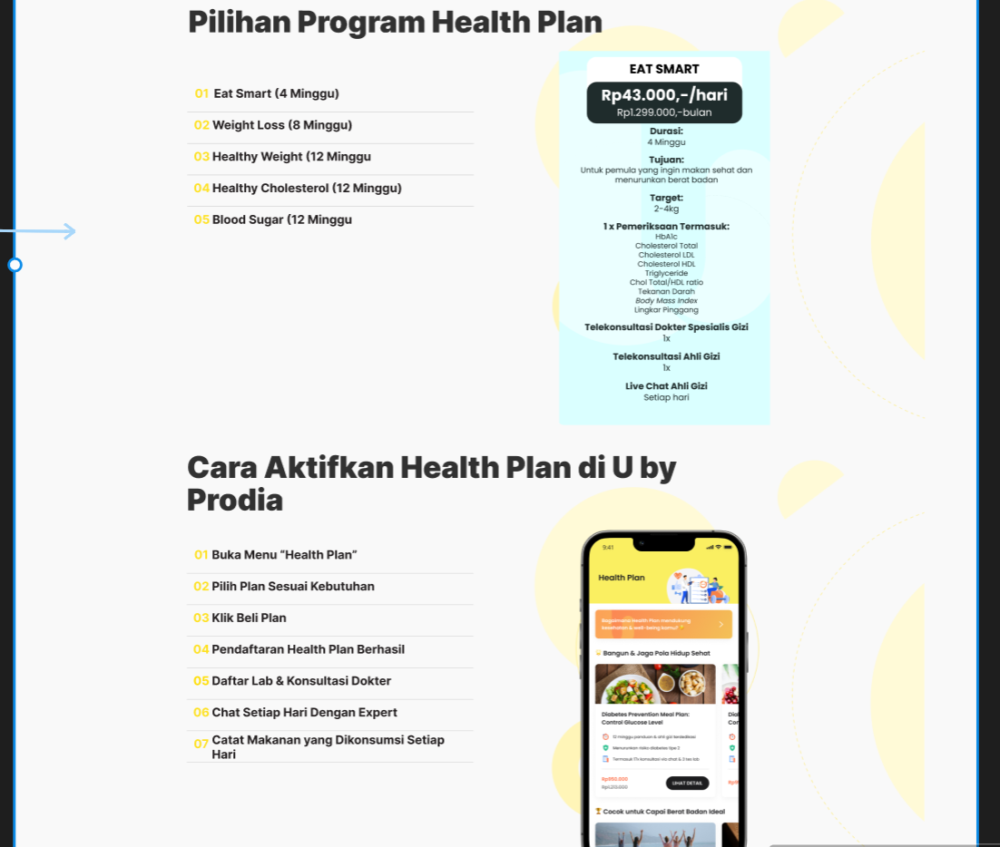 Pilihan Program Health Plan
01 Eat Smart (4 Minggu)
02 Weight Loss (8 Minggu)
03 Healthy Weight (12 Minggu
04 Healthy Cholesterol (12 Minggu)
05 Blood Sugar (12 Minggu
EAT SMART
Rp43.000,-/hari
Rp1.299.000,-bulan
Durasi:
4 Minggu
Tujuan:
Untuk pemula yang ingin makan sehat dan
menurunkan berat badan
Target:
2-4kg
1 x Pemeriksaan Termasuk:
HbA1c
Cholesterol Total
Cholesterol LDL
Cholesterol HDL
Triglyceride
Chol Total/HDL ratio
Tekanan Darah
Body Mass Index
Lingkar Pinggang
Telekonsultasi Dokter Spesialis Gizi
1x
Telekonsultasi Ahli Gizi
1x
Live Chat Ahli Gizi
Setiap hari
Cara Aktifkan Health Plan di U by
Prodia
01 Buka Menu “Health Plan”
02 Pilih Plan Sesuai Kebutuhan
03 Klik Beli Plan
04 Pendaftaran Health Plan Berhasil
05 Daftar Lab & Konsultasi Dokter
06 Chat Setiap Hari Dengan Expert
07 Catat Makanan yang Dikonsumsi Setiap
Hari
9:41
Health Plan
Bagaimana Health Plan mendukung
kesehatan & well-being kamu?
Bangun & Jaga Pola Hidup Sehat
Diabetes Prevention Meal Plan:
Control Glucose Level
12 minggu panduan & ahli gizi berdedikasi
Menurunkan risiko diabetes tipe 2
LIHAT DETAIL
Cocok untuk Capai Berat Badan Ideal